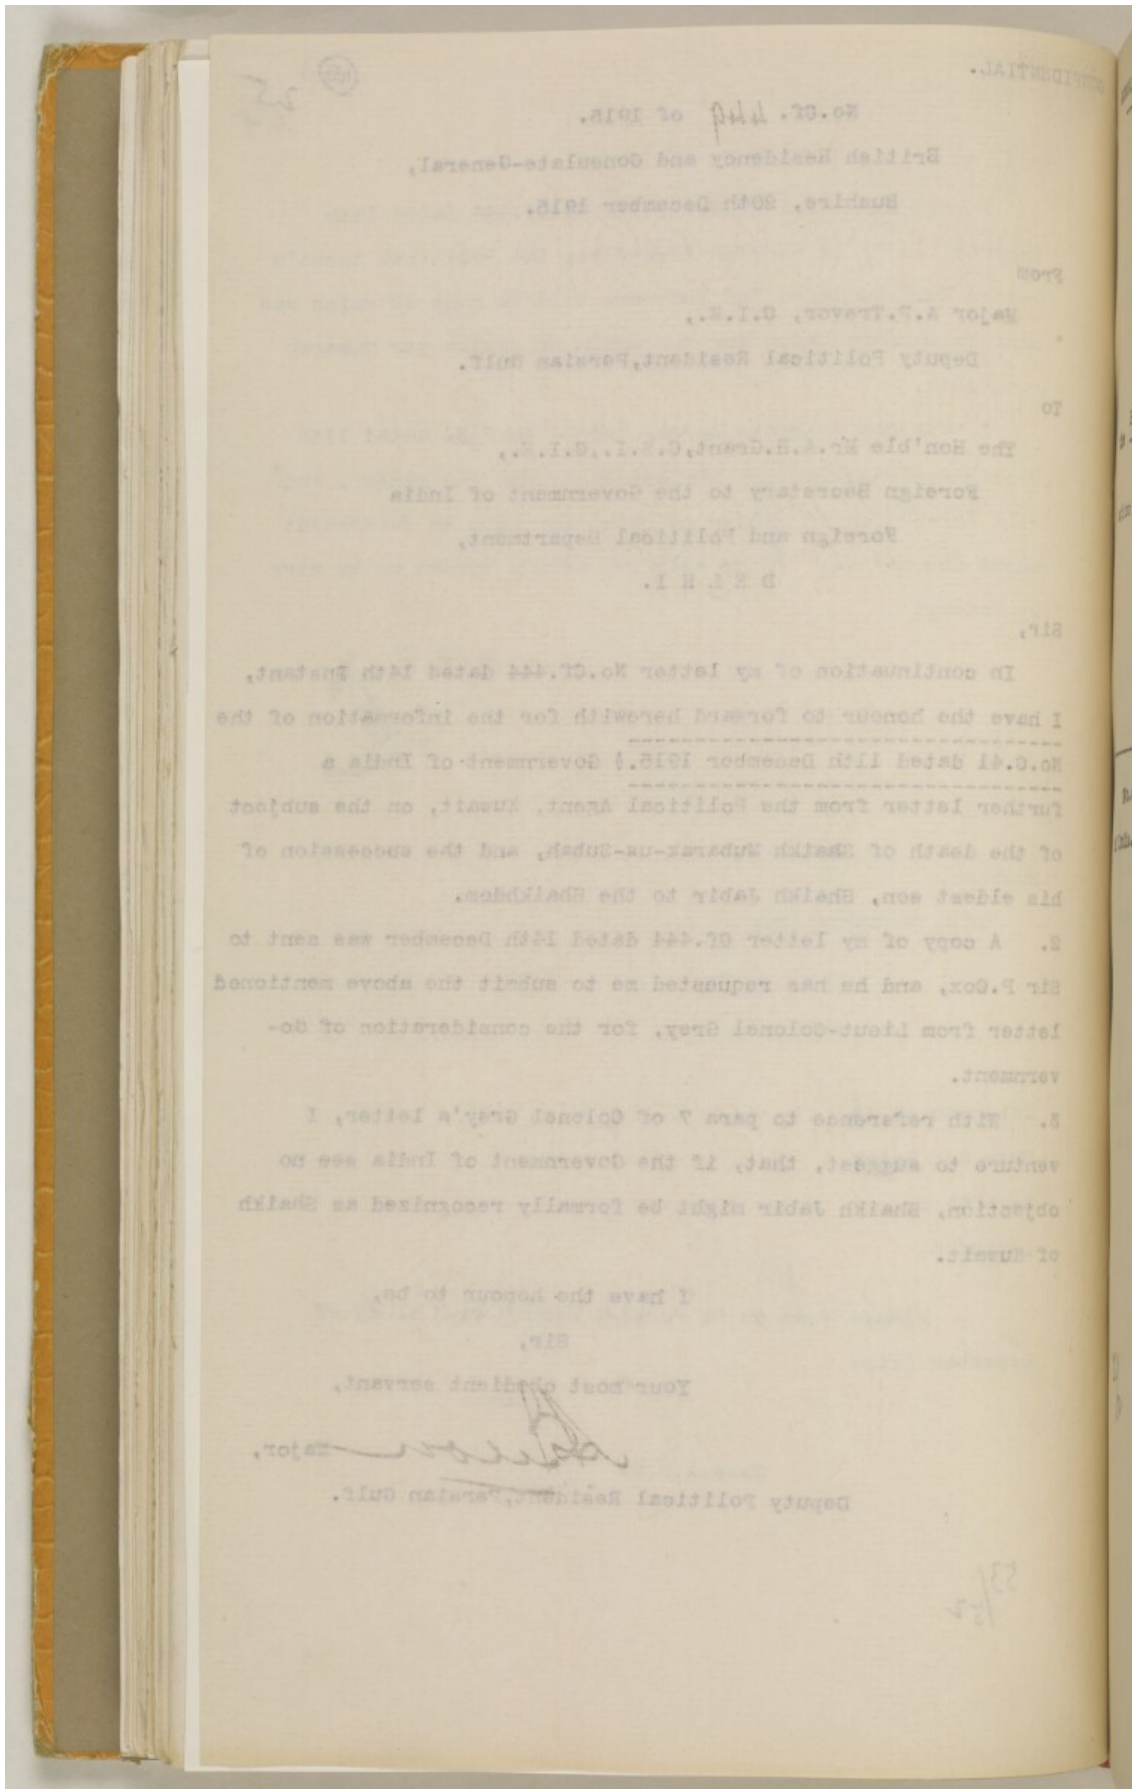 CONFIDENTIAL.
25
No.Cf. 449 of 1915.
British Residency and Consulate-General,
Bushire, 20th December 1915.
From
Major A.P.Trevor, C.I.E.,
Deputy Political Resident,Persian Gulf.
To
The Hon'ble Mr.A.H.Grant,C.S.I.,C.I.E.,
Foreign Secretary to the Government of India
Foreign and Political Department,
D E L H I.
Sir,
In continuation of my letter No.Cf.444 dated 14th Instant,
I have the honour to forward herewith for the information of the
No.C.41 dated 11th December 1915. Government of India a
further letter from the Political Agent, Kuwait, on the subject
of the death of Shaikh Mubarak-us-Subah, and the succession of
his eldest son, Shaikh Jabir to the Shaikhdom.
2. A copy of my letter Cf.444 dated 14th December was sent to
Sir P.Cox, and he has requested me to submit the above mentioned
letter from Lieut-Colonel Grey, for the consideration of Go-
vernment.
3. With reference to para 7 of Colonel Grey's letter, I
venture to suggest, that, if the Government of India see no
objection, Shaikh Jabir might be formally recognized as Shaikh
of Kuwait.
I have the honour to be,
Sir,
Your most obedient servant,
Major,
Deputy Political Resident,Persian Gulf.
53/